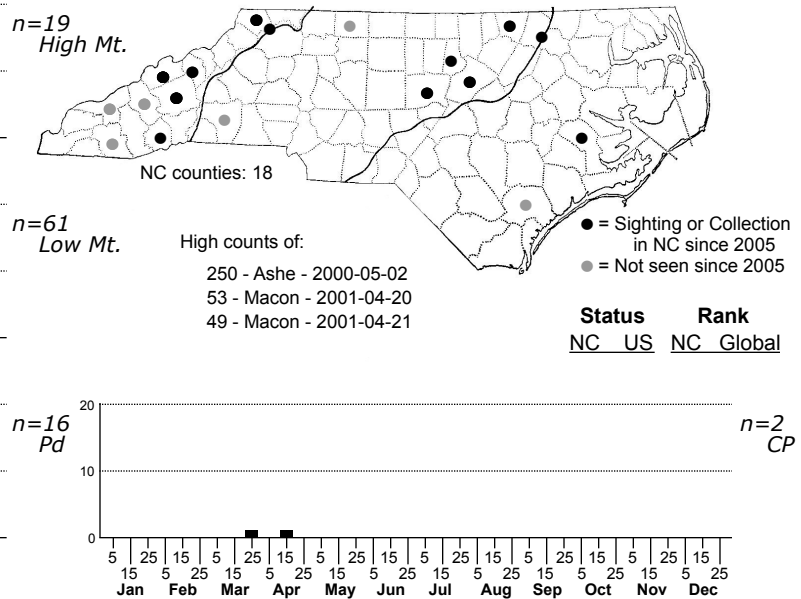 n=19
High Mt.
NC counties: 18
n=61
Low Mt.
High counts of:
250 - Ashe - 2000-05-02
53 - Macon - 2001-04-20
49 - Macon - 2001-04-21
= Sighting or Collection
in NC since 2005
= Not seen since 2005
Status Rank
NC US NC Global
n=16
Pd
20
10
0
n=2
CP
5 25 15 5 25 15 5 25 15 5 25 15 5 25 15 5 25 15
15 5 25 15 5 25 15 5 25 15 5 25 15 5 25 15 5 25
Jan Feb Mar Apr May Jun Jul Aug Sep Oct Nov Dec